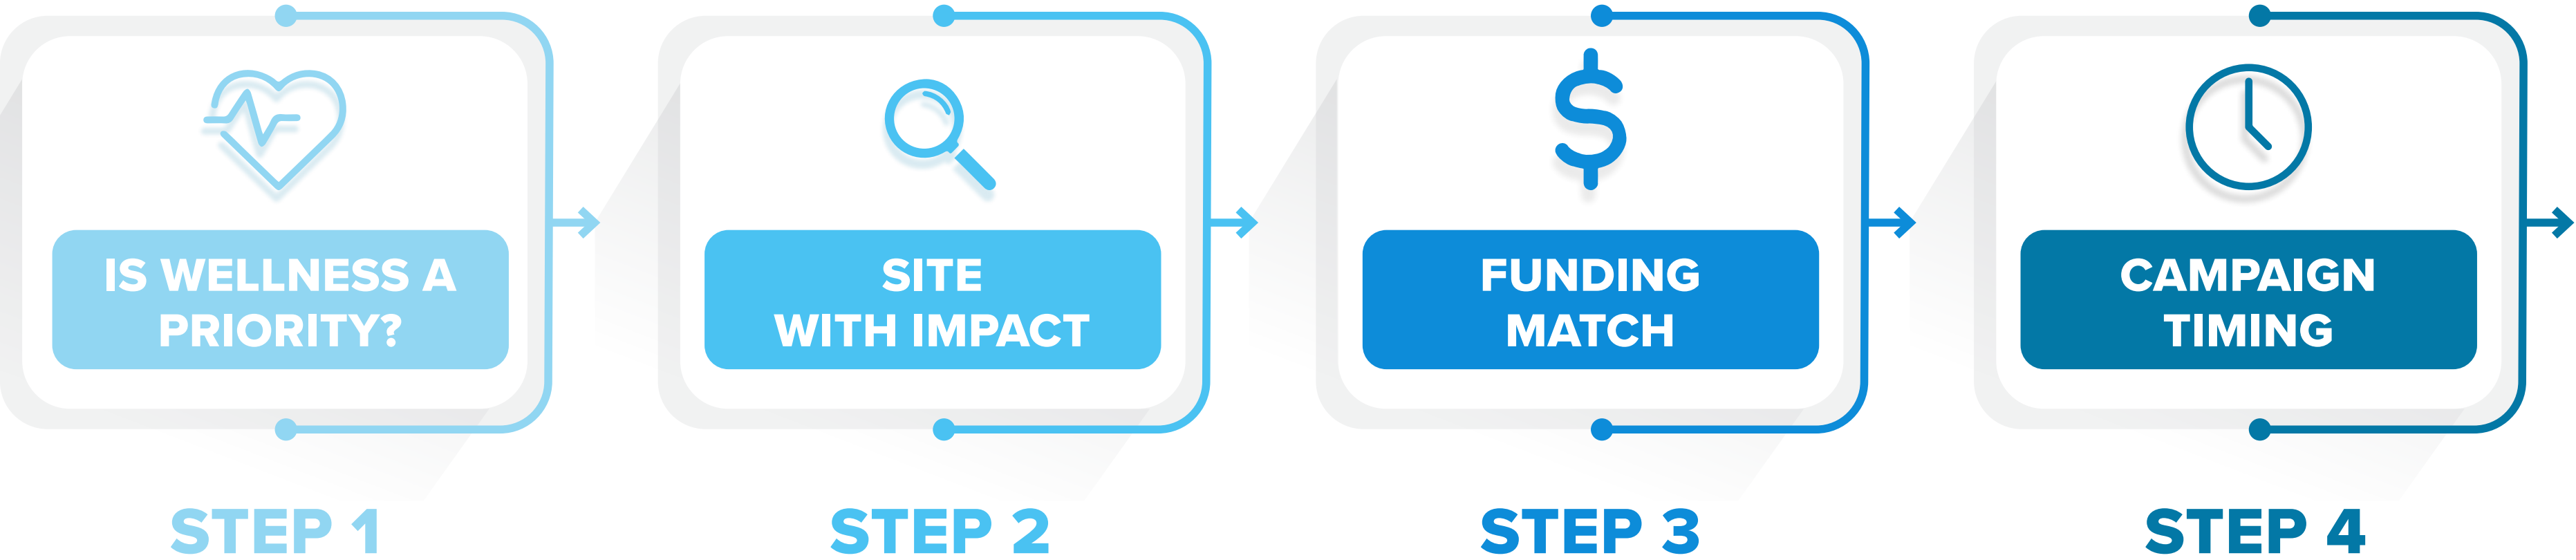 IS WELLNESS A
PRIORITY?
STEP 1
SITE
WITH IMPACT
STEP 2
FUNDING
MATCH
STEP 3
CAMPAIGN
TIMING
STEP 4